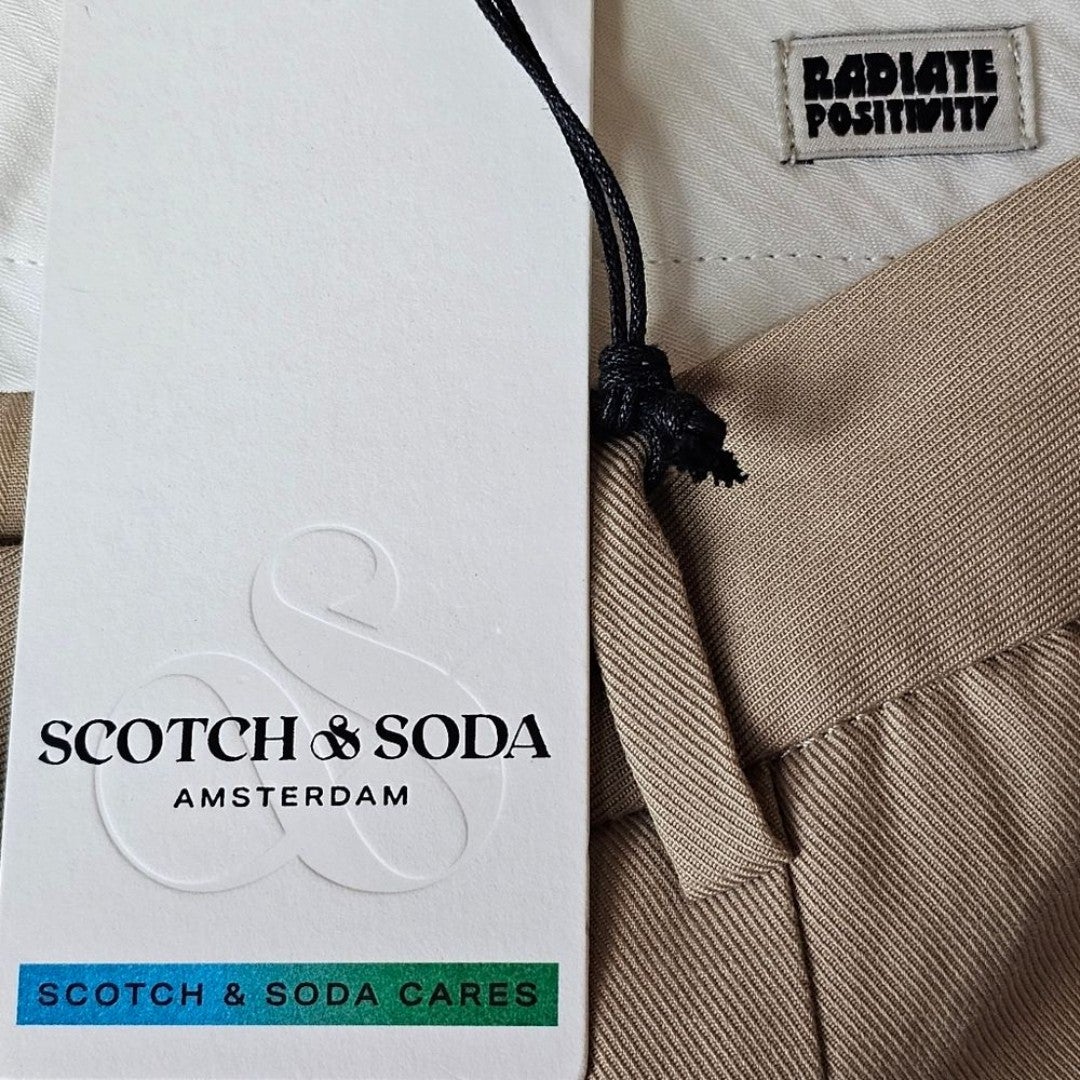 RADIATE
POSITIVITY
SCOTCH & SODA
AMSTERDAM
SCOTCH & SODA CARES